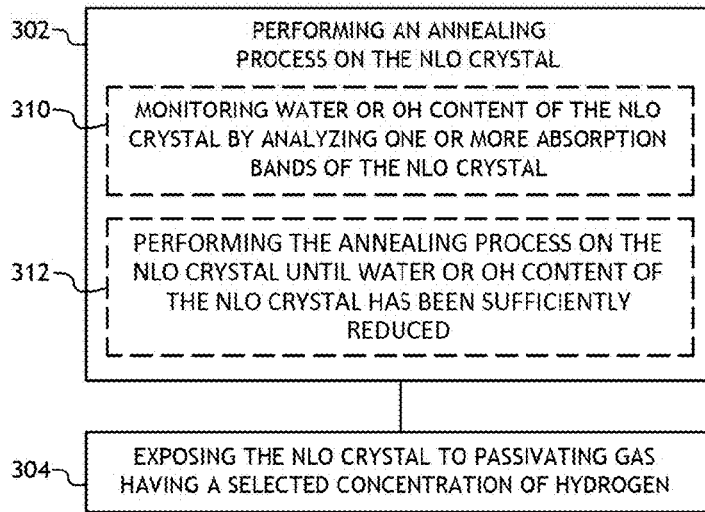 302
PERFORMING AN ANNEALING
PROCESS ON THE NLO CRYSTAL
310
MONITORING WATER OR OH CONTENT OF THE NLO
CRYSTAL BY ANALYZING ONE OR MORE ABSORPTION
BANDS OF THE NLO CRYSTAL
312
PERFORMING THE ANNEALING PROCESS ON THE
NLO CRYSTAL UNTIL WATER OR OH CONTENT OF
THE NLO CRYSTAL HAS BEEN SUFFICIENTLY
REDUCED
304
EXPOSING THE NLO CRYSTAL TO PASSIVATING GAS
HAVING A SELECTED CONCENTRATION OF HYDROGEN